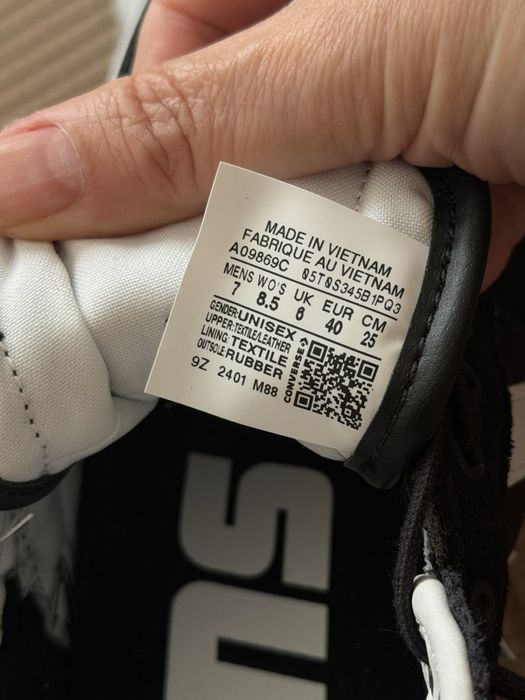 MADE IN VIETNAM
FABRIQUE AU VIETNAM
A09869C 05T0S345B1PQ3
MENS WO'S UK EUR CM
7 8.5 6 40 25
GENDER:UNISEX
UPPER:TEXTILE/LEATHER
LINING:TEXTILE
OUTSOLE:RUBBER
9Z 2401 M88
CONVERSE